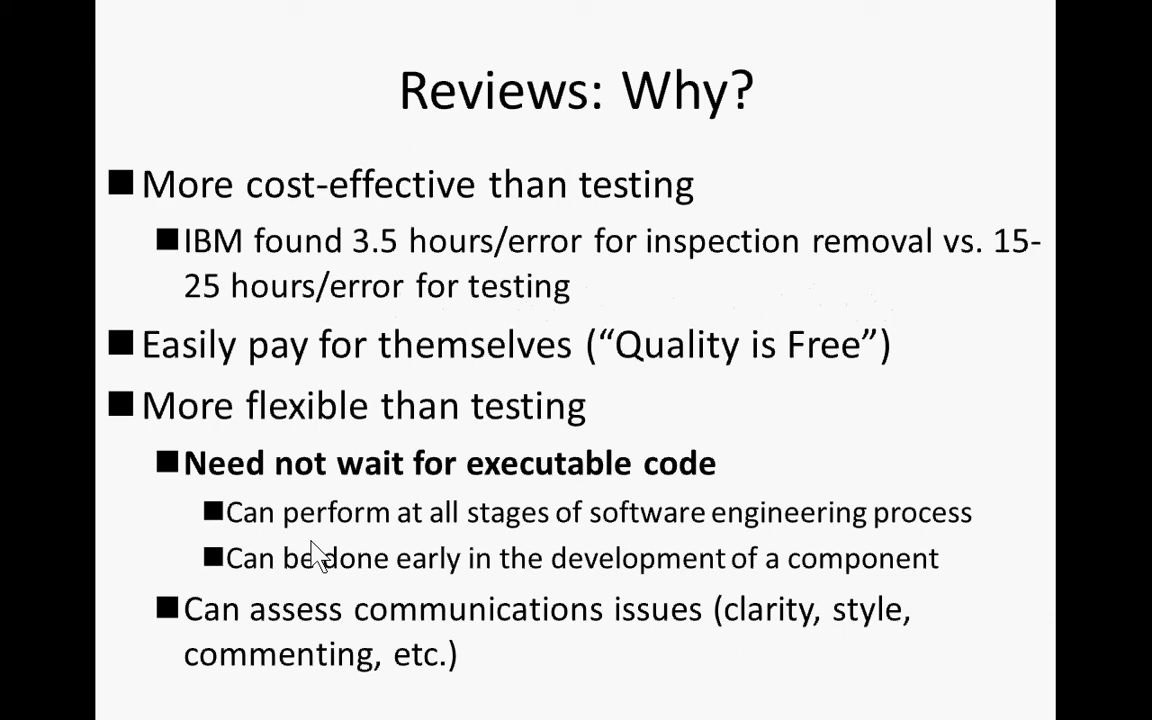 Reviews: Why?
More cost-effective than testing
IBM found 3.5 hours/error for inspection removal vs. 15-
25 hours/error for testing
Easily pay for themselves (“Quality is Free”)
More flexible than testing
Need not wait for executable code
Can perform at all stages of software engineering process
Can be done early in the development of a component
Can assess communications issues (clarity, style,
commenting, etc.)